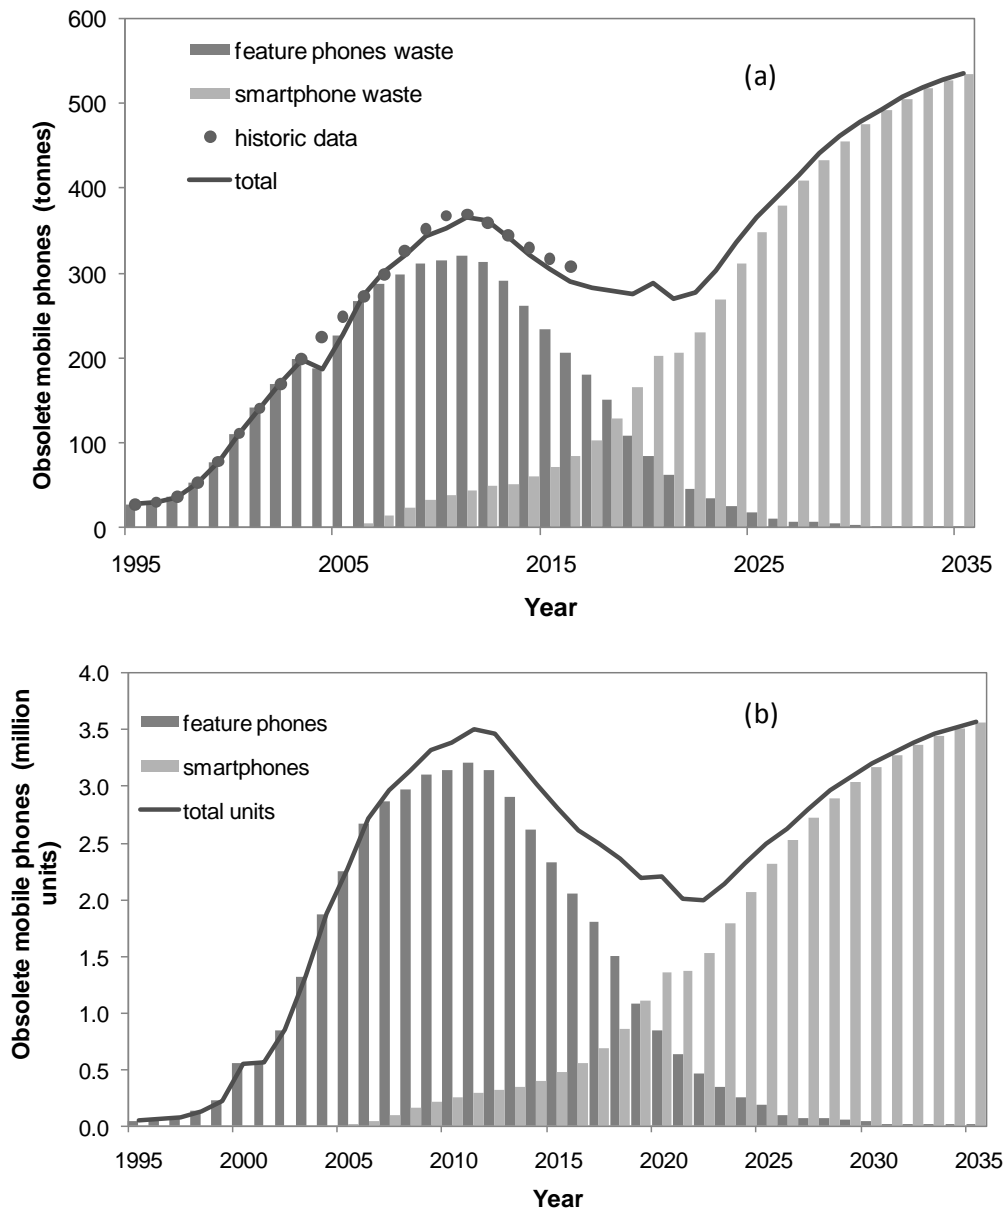 600
500
400
300
200
100
0
Obsolete mobile phones (tonnes)
feature phones waste
smartphone waste
historic data
total
(a)
1995 2005 2015 2025 2035
Year
4.0
3.5
3.0
2.5
2.0
1.5
1.0
0.5
0.0
Obsolete mobile phones (million
units)
feature phones
smartphones
total units
(b)
1995 2000 2005 2010 2015 2020 2025 2030 2035
Year